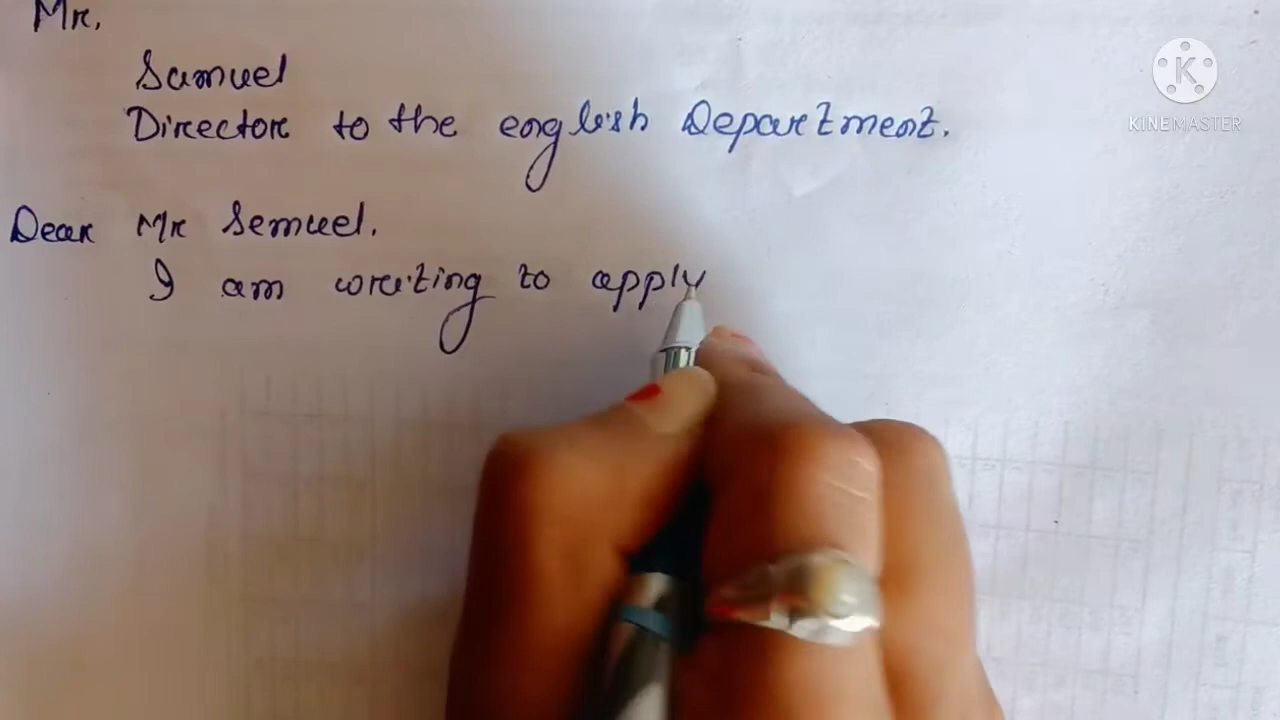 Mr.
Samuel
Director to the english Department.
Dear Mr Semuel.
I am writing to apply
KINEMASTER